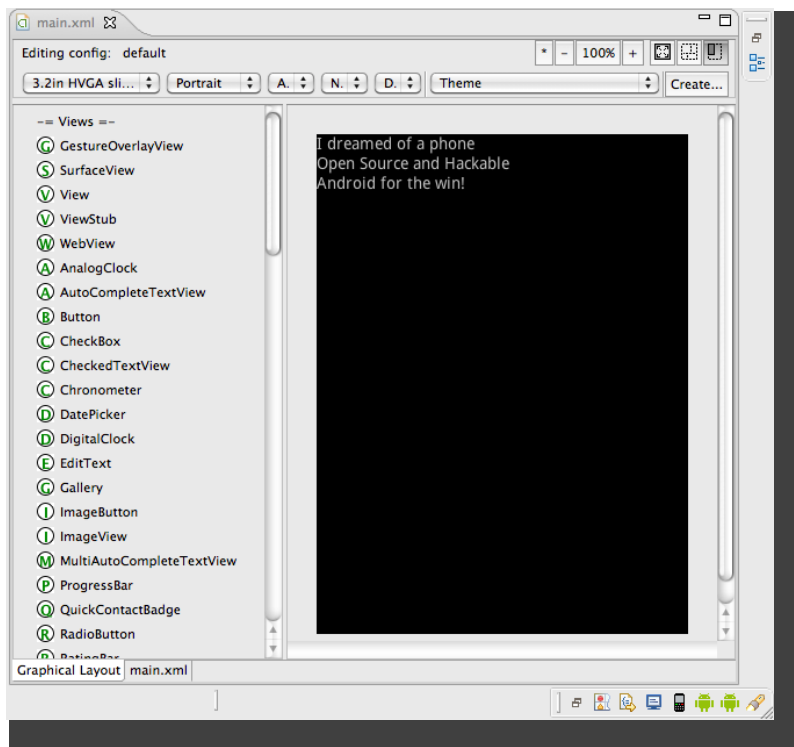 main.xml
Editing config: default
* - 100% +
3.2in HVGA sli... Portrait A. N. D. Theme Create...
-= Views =-
G GestureOverlayView
S SurfaceView
V View
V ViewStub
W WebView
A AnalogClock
A AutoCompleteTextView
B Button
C CheckBox
C CheckedTextView
C Chronometer
D DatePicker
D DigitalClock
E EditText
G Gallery
I ImageButton
I ImageView
M MultiAutoCompleteTextView
P ProgressBar
Q QuickContactBadge
R RadioButton
R RatingBar
I dreamed of a phone
Open Source and Hackable
Android for the win!
Graphical Layout main.xml